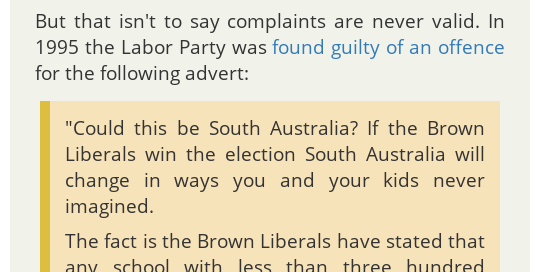 But that isn't to say complaints are never valid. In
1995 the Labor Party was found guilty of an offence
for the following advert:
"Could this be South Australia? If the Brown
Liberals win the election South Australia will
change in ways you and your kids never
imagined.
The fact is the Brown Liberals have stated that
any school with less than three hundred